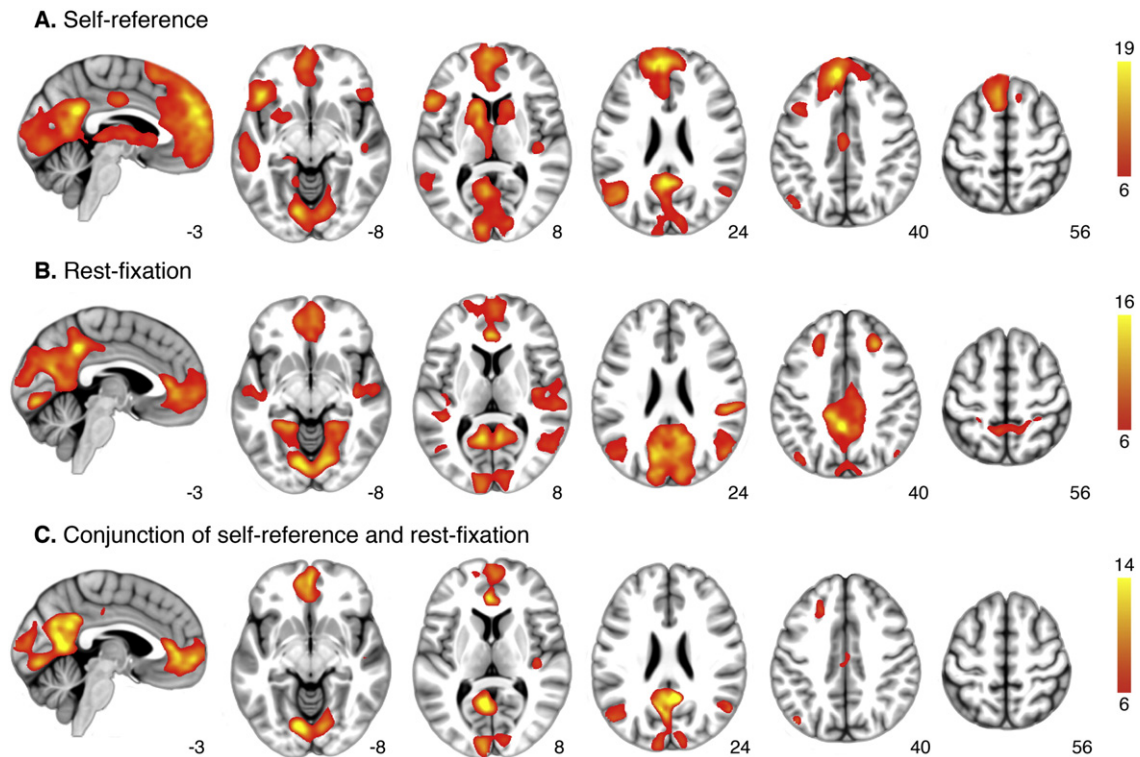 A. Self-reference
19
6
-3 -8 8 24 40 56
B. Rest-fixation
16
6
-3 -8 8 24 40 56
C. Conjunction of self-reference and rest-fixation
14
6
-3 -8 8 24 40 56